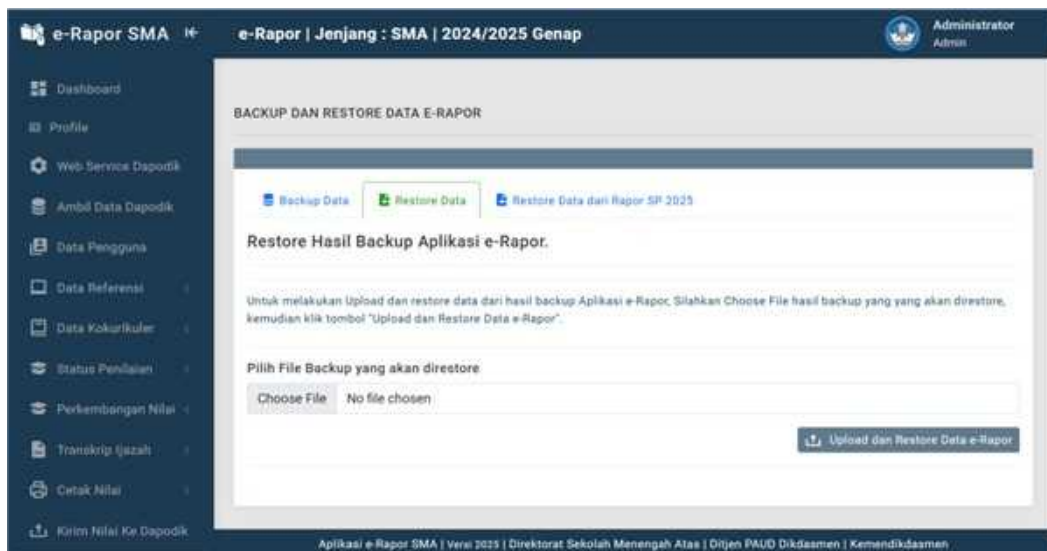 e-Rapor SMA
e-Rapor | Jenjang : SMA | 2024/2025 Genap
Administrator
Admin
Dashboard
Profile
Web Service Dapodik
Ambil Data Dapodik
Data Pengguna
Data Referensi
Data Kokurikuler
Status Penilaian
Perkembangan Nilai
Transkrip Ijazah
Cetak Nilai
Kirim Nilai Ke Dapodik
BACKUP DAN RESTORE DATA E-RAPOR
Backup Data
Restore Data
Restore Data dari Rapor SP 2025
Restore Hasil Backup Aplikasi e-Rapor.
Untuk melakukan Upload dan restore data dari hasil backup Aplikasi e-Rapor, Silahkan Choose File hasil backup yang yang akan direstore,
kemudian klik tombol "Upload dan Restore Data e-Rapor".
Pilih File Backup yang akan direstore
Choose File No file chosen
Upload dan Restore Data e-Rapor
Aplikasi e-Rapor SMA | Versi 2025 | Direktorat Sekolah Menengah Atas | Ditjen PAUD Dikdasmen | Kemendikdasmen